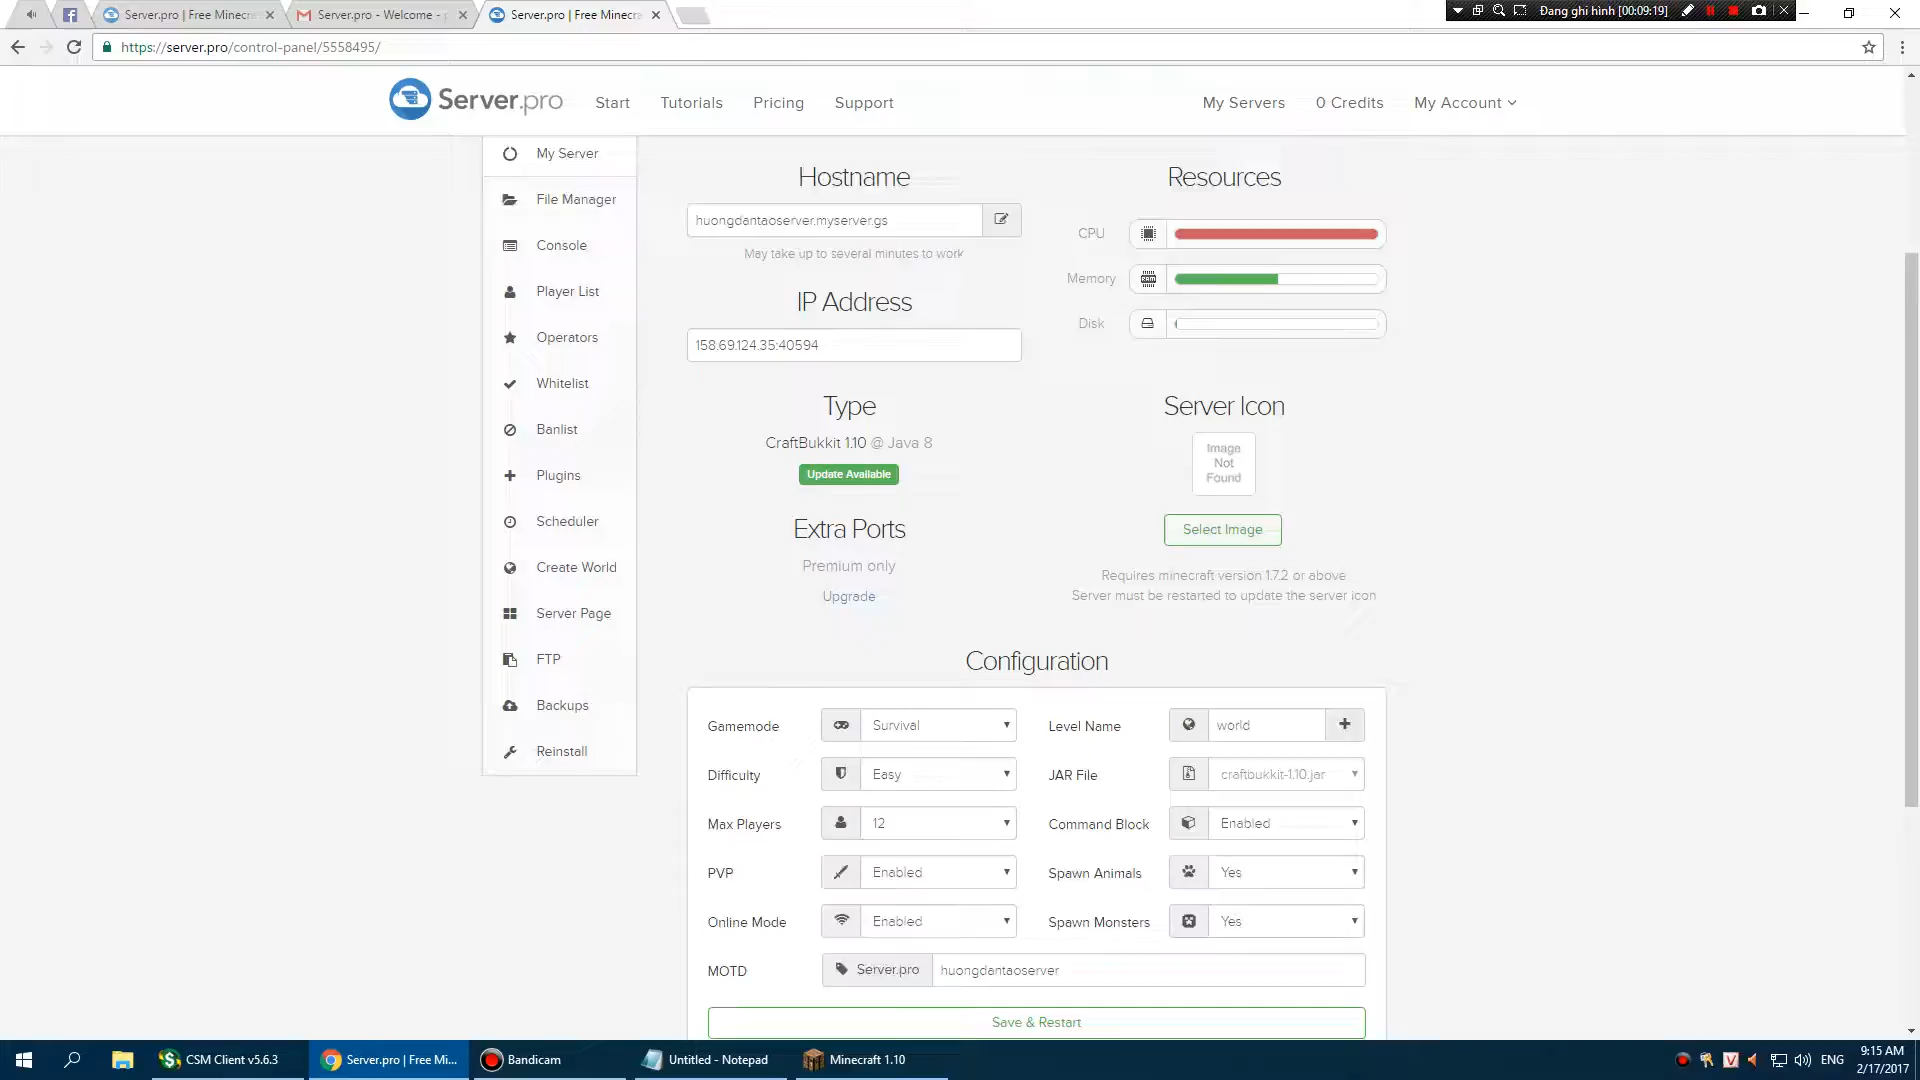 Server.pro | Free Minecr
Server.pro - Welcome -
Server.pro | Free Minecra
Đang ghi hình [00:09:19]
https://server.pro/control-panel/5558495/
Server.pro
Start
Tutorials
Pricing
Support
My Servers
0 Credits
My Account
My Server
File Manager
Console
Player List
Operators
Whitelist
Banlist
Plugins
Scheduler
Create World
Server Page
FTP
Backups
Reinstall
Hostname
huongdantaoserver.myserver.gs
May take up to several minutes to work
IP Address
158.69.124.35:40594
Type
CraftBukkit 1.10 @ Java 8
Update Available
Extra Ports
Premium only
Upgrade
Resources
CPU
Memory
RAM
Disk
Server Icon
Image
Not
Found
Select Image
Requires minecraft version 1.7.2 or above
Server must be restarted to update the server icon
Configuration
Gamemode
Survival
Level Name
world
Difficulty
Easy
JAR File
craftbukkit-1.10.jar
Max Players
12
Command Block
Enabled
PVP
Enabled
Spawn Animals
Yes
Online Mode
Enabled
Spawn Monsters
Yes
MOTD
Server.pro
huongdantaoserver
Save & Restart
CSM Client v5.6.3
Server.pro | Free Mi...
Bandicam
Untitled - Notepad
Minecraft 1.10
V
ENG
9:15 AM
2/17/2017